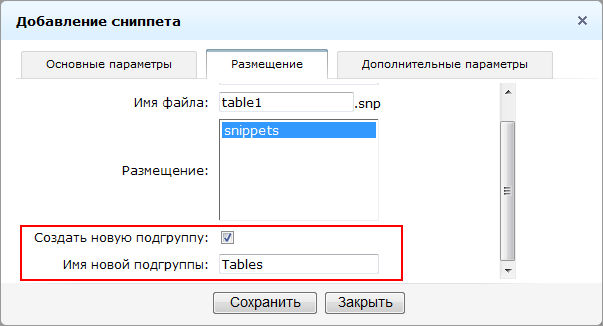 Добавление сниппета
Основные параметры Размещение Дополнительные параметры
Имя файла: table1 .snp
snippets
Размещение:
Создать новую подгруппу:
Имя новой подгруппы: Tables
Сохранить Закрыть